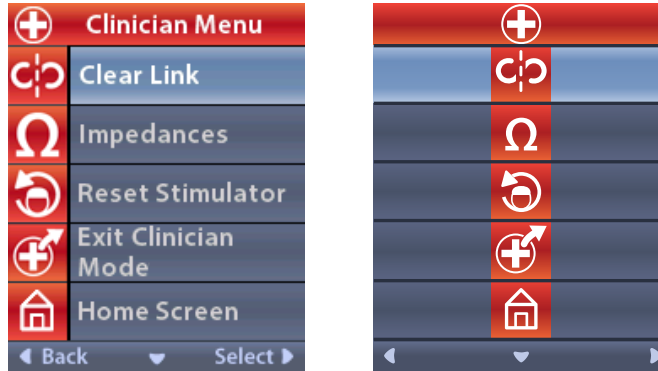 Clinician Menu
Clear Link
Impedances
Reset Stimulator
Exit Clinician
Mode
Home Screen
Back
Select